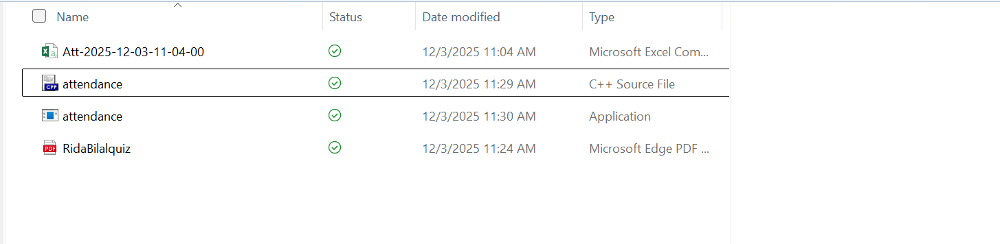 Name Status Date modified Type
Att-2025-12-03-11-04-00 12/3/2025 11:04 AM Microsoft Excel Com...
attendance 12/3/2025 11:29 AM C++ Source File
attendance 12/3/2025 11:30 AM Application
RidaBilalquiz 12/3/2025 11:24 AM Microsoft Edge PDF ...